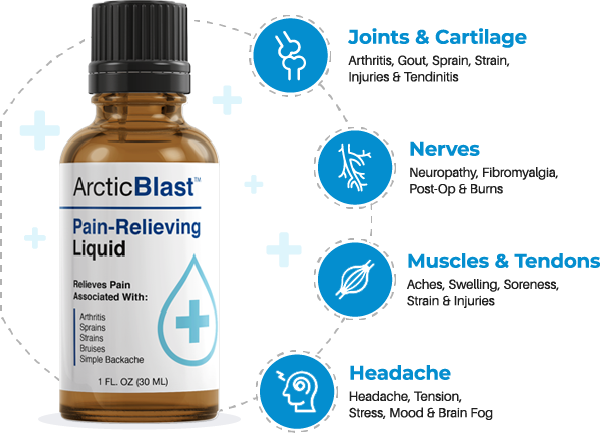 ArcticBlast™
Pain-Relieving
Liquid
Relieves Pain
Associated With:
Arthritis
Sprains
Strains
Bruises
Simple Backache
1 FL. OZ (30 ML)
Joints & Cartilage
Arthritis, Gout, Sprain, Strain,
Injuries & Tendinitis
Nerves
Neuropathy, Fibromyalgia,
Post-Op & Burns
Muscles & Tendons
Aches, Swelling, Soreness,
Strain & Injuries
Headache
Headache, Tension,
Stress, Mood & Brain Fog